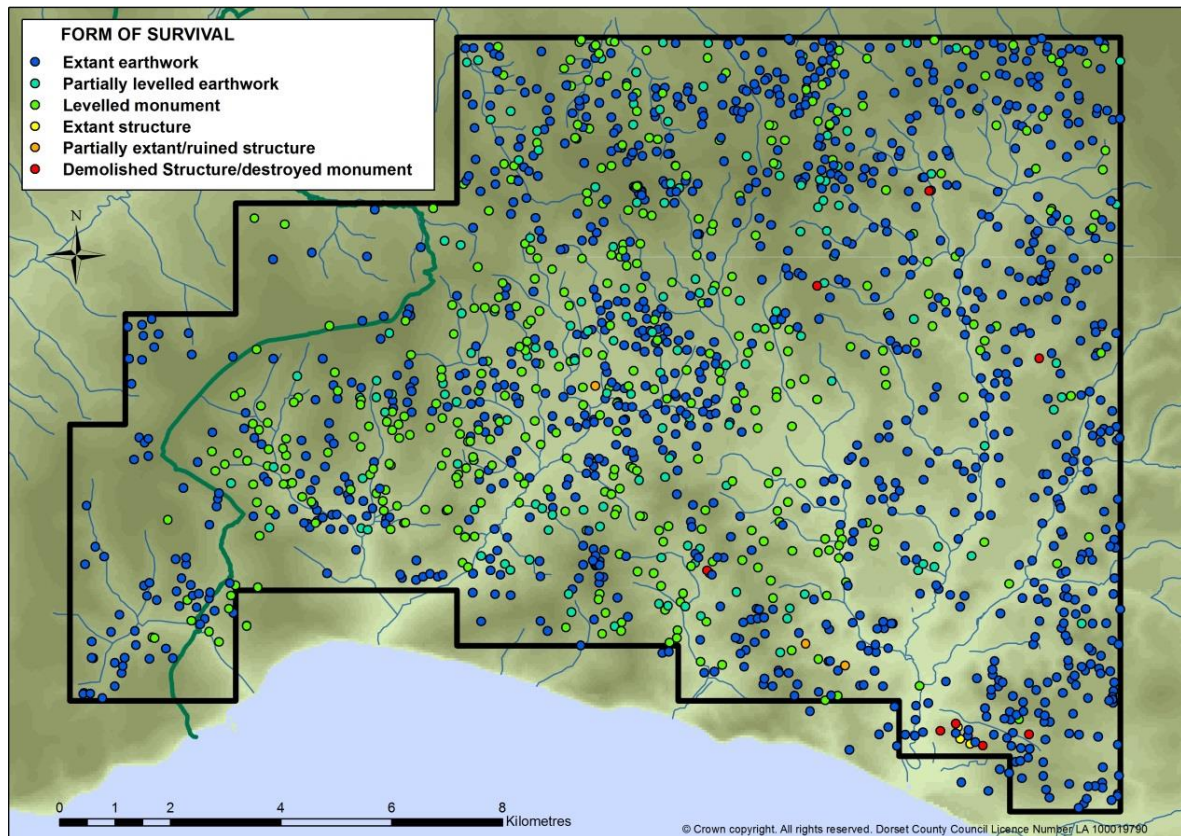 FORM OF SURVIVAL
Extant earthwork
Partially levelled earthwork
Levelled monument
Extant structure
Partially extant/ruined structure
Demolished Structure/destroyed monument
N
0 1 2 4 6 8
Kilometres
© Crown copyright. All rights reserved. Dorset County Council Licence Number LA 100019790